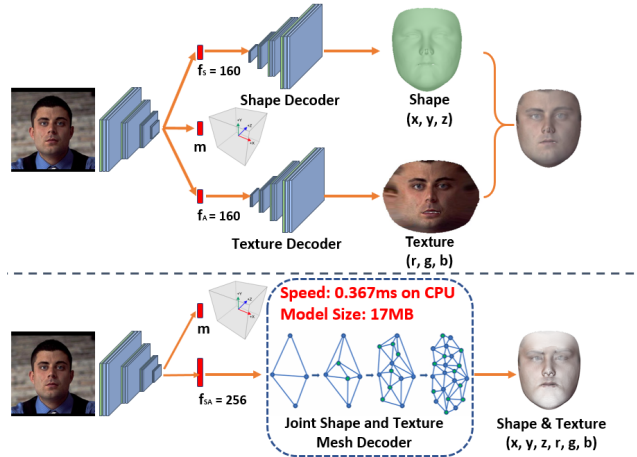 fS = 160
Shape Decoder
Shape
(x, y, z)
m
fA = 160
Texture Decoder
Texture
(r, g, b)
Speed: 0.367ms on CPU
Model Size: 17MB
m
fSA = 256
Joint Shape and Texture
Mesh Decoder
Shape & Texture
(x, y, z, r, g, b)